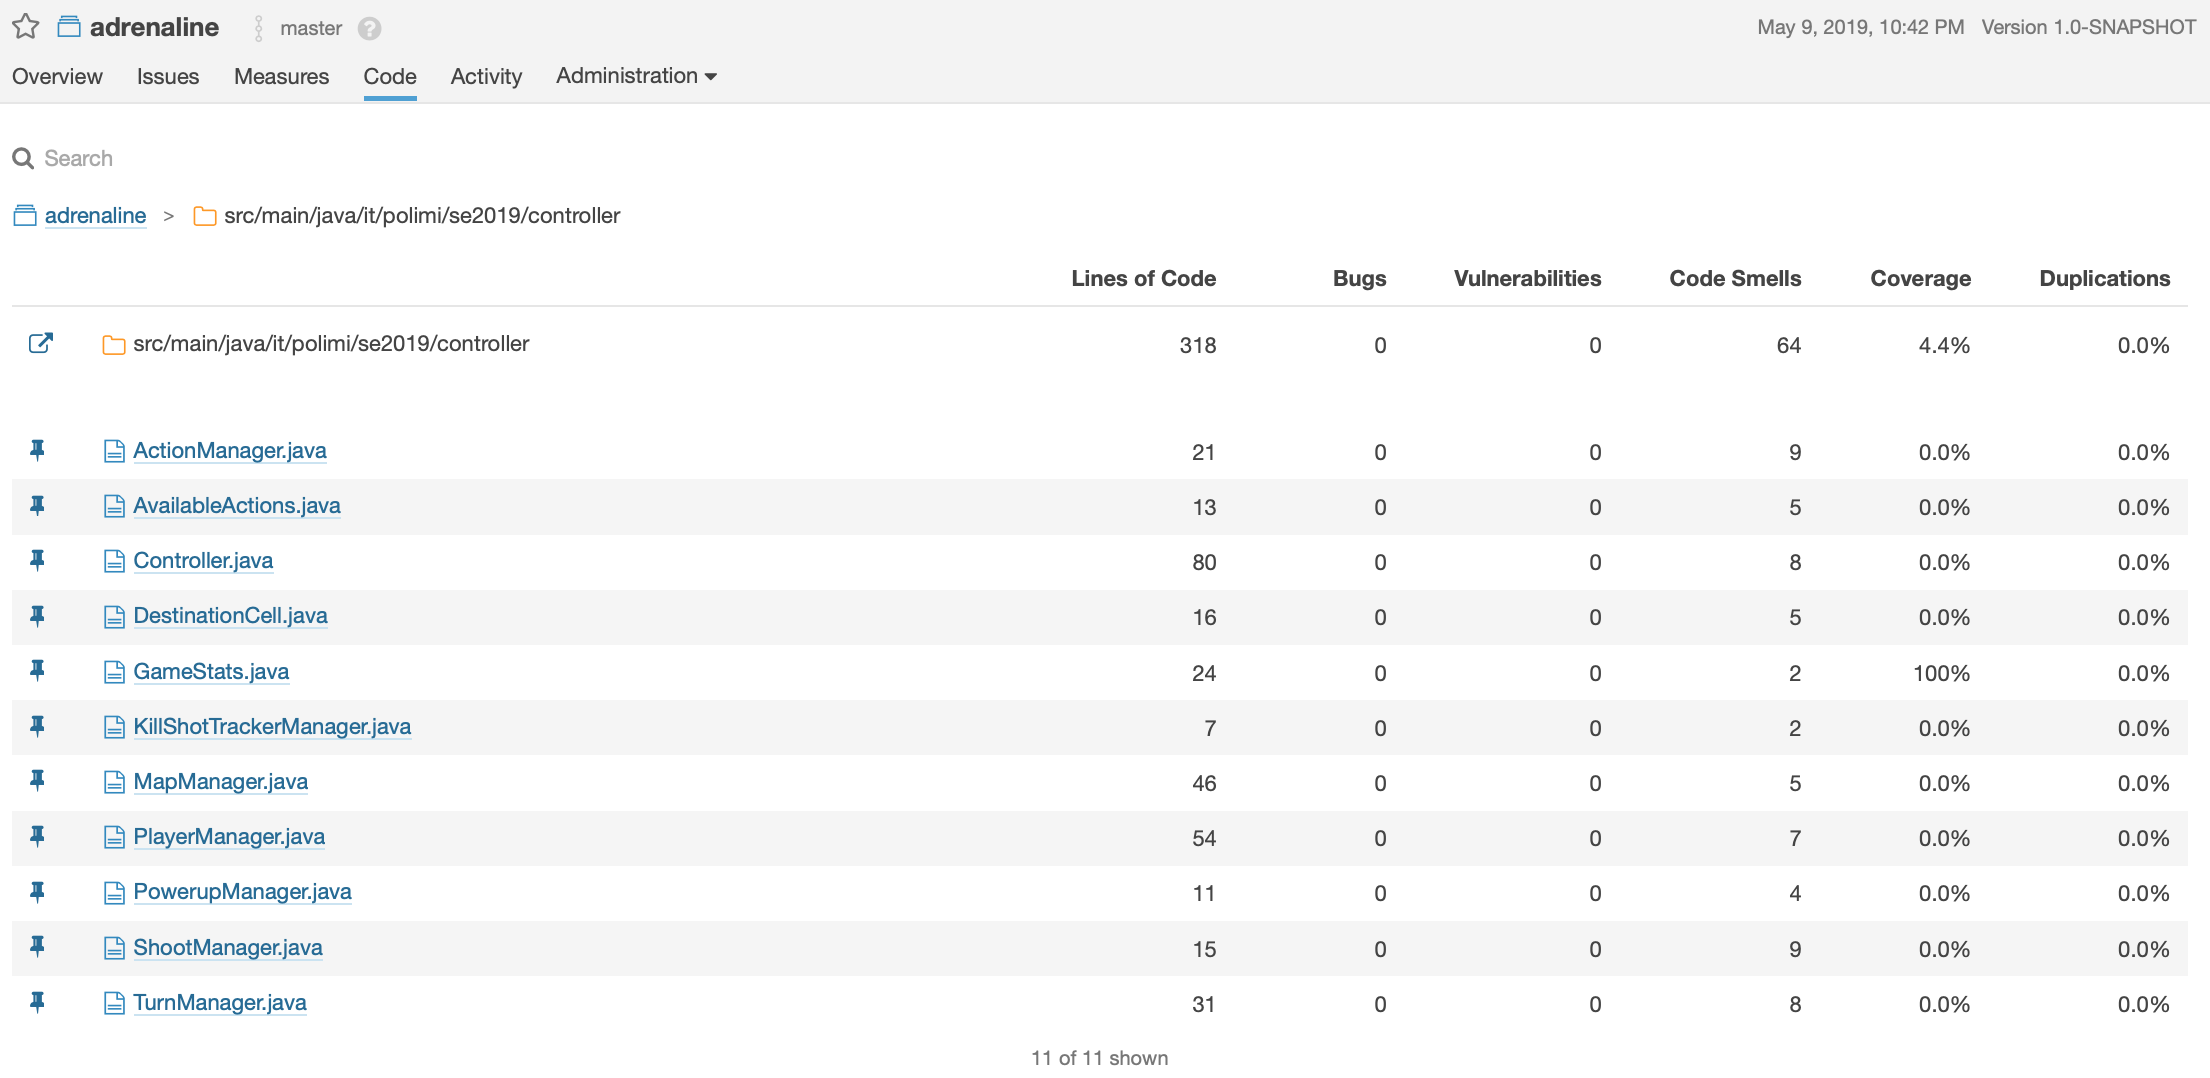 adrenaline master ? May 9, 2019, 10:42 PM Version 1.0-SNAPSHOT
Overview Issues Measures Code Activity Administration
Search
adrenaline > src/main/java/it/polimi/se2019/controller
Lines of Code Bugs Vulnerabilities Code Smells Coverage Duplications
src/main/java/it/polimi/se2019/controller 318 0 0 64 4.4% 0.0%
ActionManager.java 21 0 0 9 0.0% 0.0%
AvailableActions.java 13 0 0 5 0.0% 0.0%
Controller.java 80 0 0 8 0.0% 0.0%
DestinationCell.java 16 0 0 5 0.0% 0.0%
GameStats.java 24 0 0 2 100% 0.0%
KillShotTrackerManager.java 7 0 0 2 0.0% 0.0%
MapManager.java 46 0 0 5 0.0% 0.0%
PlayerManager.java 54 0 0 7 0.0% 0.0%
PowerupManager.java 11 0 0 4 0.0% 0.0%
ShootManager.java 15 0 0 9 0.0% 0.0%
TurnManager.java 31 0 0 8 0.0% 0.0%
11 of 11 shown